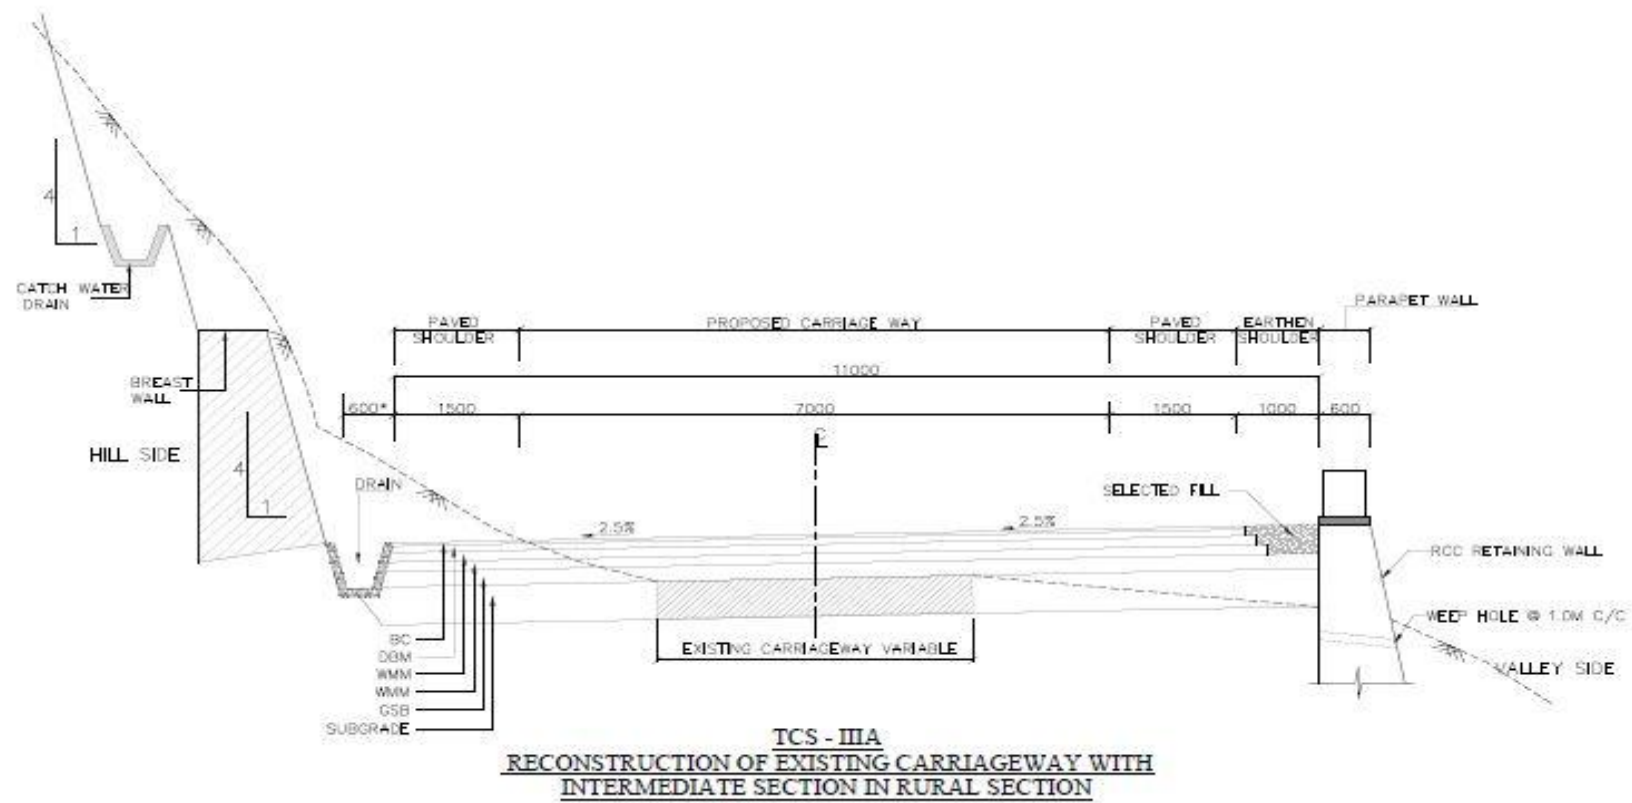 4
1
CATCH WATER
DRAIN
PARAPET WALL
PAVED
SHOULDER
PROPOSED CARRIAGE WAY
PAVED
SHOULDER
EARTHEN
SHOULDER
11000
BREAST
WALL
600* 1500 7000 1500 1000 600
℄
HILL SIDE
4
1
DRAIN
SELECTED FILL
2.5%
2.5%
RCC RETAINING WALL
WEEP HOLE @ 1.0M C/C
VALLEY SIDE
BC
DBM
WMM
WMM
GSB
SUBGRADE
EXISTING CARRIAGEWAY VARIABLE
TCS - IIIA
RECONSTRUCTION OF EXISTING CARRIAGEWAY WITH
INTERMEDIATE SECTION IN RURAL SECTION